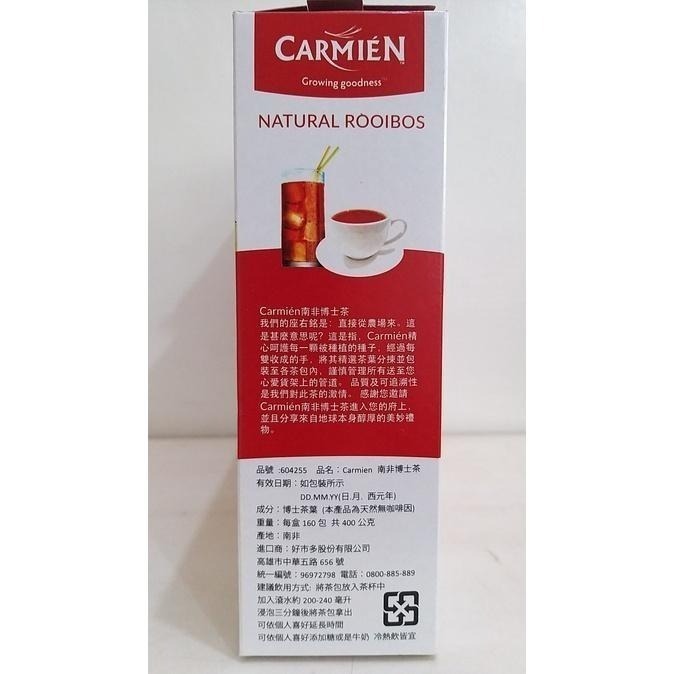 CARMIÉN™
Growing goodness™
NATURAL ROOIBOS
Carmién南非博士茶
我們的座右銘是：直接從農場來。這
是甚麼意思呢？這是指，Carmién精
心呵護每一顆被種植的種子，經過每
雙收成的手，將其精選茶葉分揀並包
裝至各茶包內，謹慎管理所有送至您
心愛貨架上的管道。品質及可追溯性
是我們對此茶的激情。 感謝您邀請
Carmién南非博士茶進入您的府上，
並且分享來自地球本身醇厚的美妙禮
物。
品號 :604255 品名：Carmien 南非博士茶
有效日期：如包裝所示
DD.MM.YY(日.月. 西元年)
成分：博士茶葉 (本產品為天然無咖啡因)
重量：每盒 160 包 共 400 公克
產地：南非
進口商：好市多股份有限公司
高雄市中華五路 656 號
統一編號：96972798 電話：0800-885-889
建議飲用方式: 將茶包放入茶杯中
加入滾水約 200-240 毫升
浸泡三分鐘後將茶包拿出
可依個人喜好延長時間
可依個人喜好添加糖或是牛奶 冷熱飲皆宜